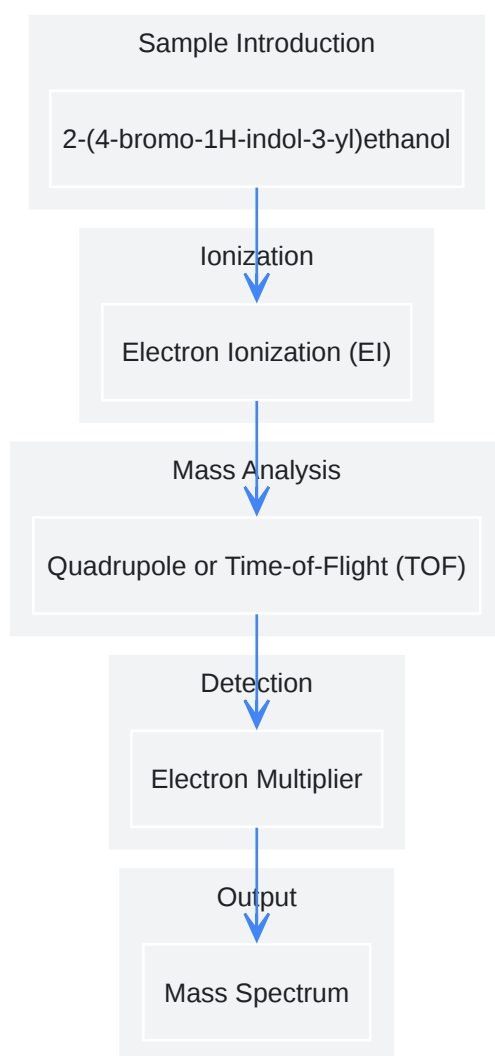 Sample Introduction
2-(4-bromo-1H-indol-3-yl)ethanol
Ionization
Electron Ionization (EI)
Mass Analysis
Quadrupole or Time-of-Flight (TOF)
Detection
Electron Multiplier
Output
Mass Spectrum